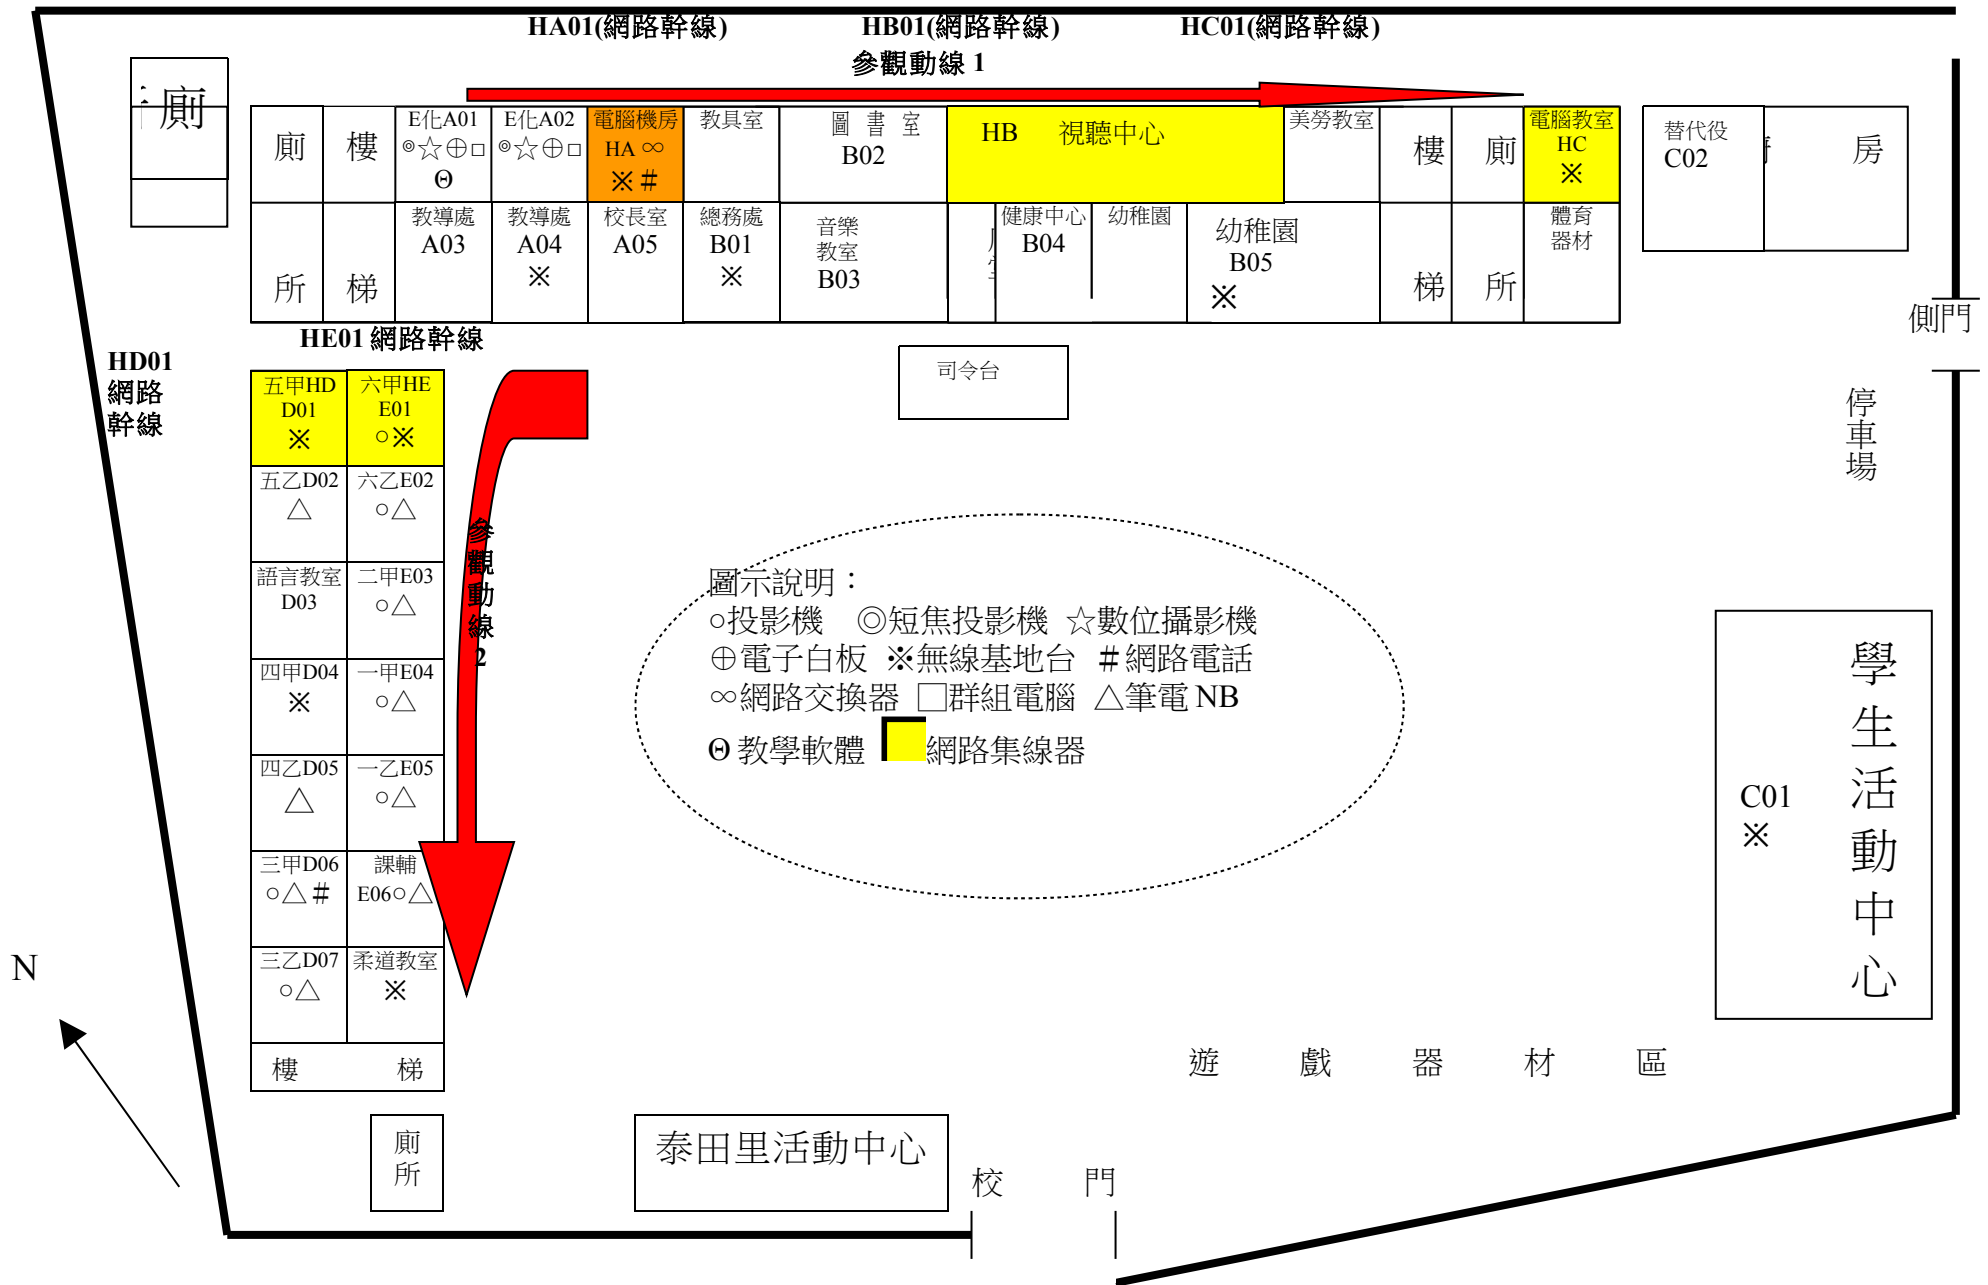 HA01(網路幹線) HB01(網路幹線) HC01(網路幹線)
參觀動線 1
廁
廁所
樓梯
E化A01
◎☆⊕□
Θ
E化A02
◎☆⊕□
電腦機房
HA ∞
※＃
教具室
圖書室
B02
HB 視聽中心
美勞教室
樓梯
廁所
電腦教室
HC
※
替代役
C02
房
教導處
A03
教導處
A04
※
校長室
A05
總務處
B01
※
音樂
教室
B03
健康中心
B04
幼稚園
幼稚園
B05
※
體育
器材
側門
HE01 網路幹線
HD01
網路
幹線
司令台
停車場
五甲HD
D01
※
六甲HE
E01
○※
五乙D02
△
六乙E02
○△
語言教室
D03
二甲E03
○△
四甲D04
※
一甲E04
○△
四乙D05
△
一乙E05
○△
三甲D06
○△＃
課輔
E06○△
三乙D07
○△
柔道教室
※
樓梯
參觀動線2
圖示說明：
○投影機 ◎短焦投影機 ☆數位攝影機
⊕電子白板 ※無線基地台 ＃網路電話
∞網路交換器 □群組電腦 △筆電 NB
Θ 教學軟體 網路集線器
學生活動中心
C01
※
N
遊戲器材區
廁所
泰田里活動中心
校門